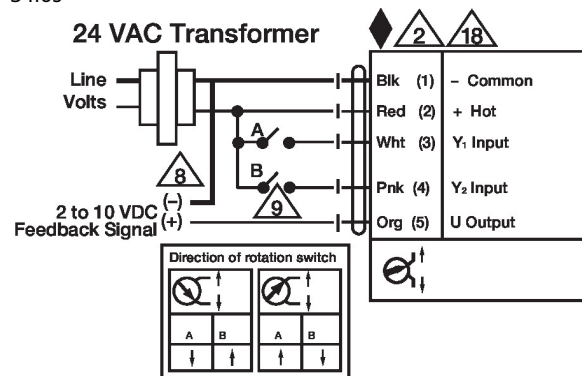 24 VAC Transformer
2 18
Line
Volts
Blk (1) – Common
Red (2) + Hot
A
Wht (3) Y₁ Input
B
8
9
Pnk (4) Y₂ Input
2 to 10 VDC (–)
Feedback Signal (+)
Org (5) U Output
Direction of rotation switch
A B A B